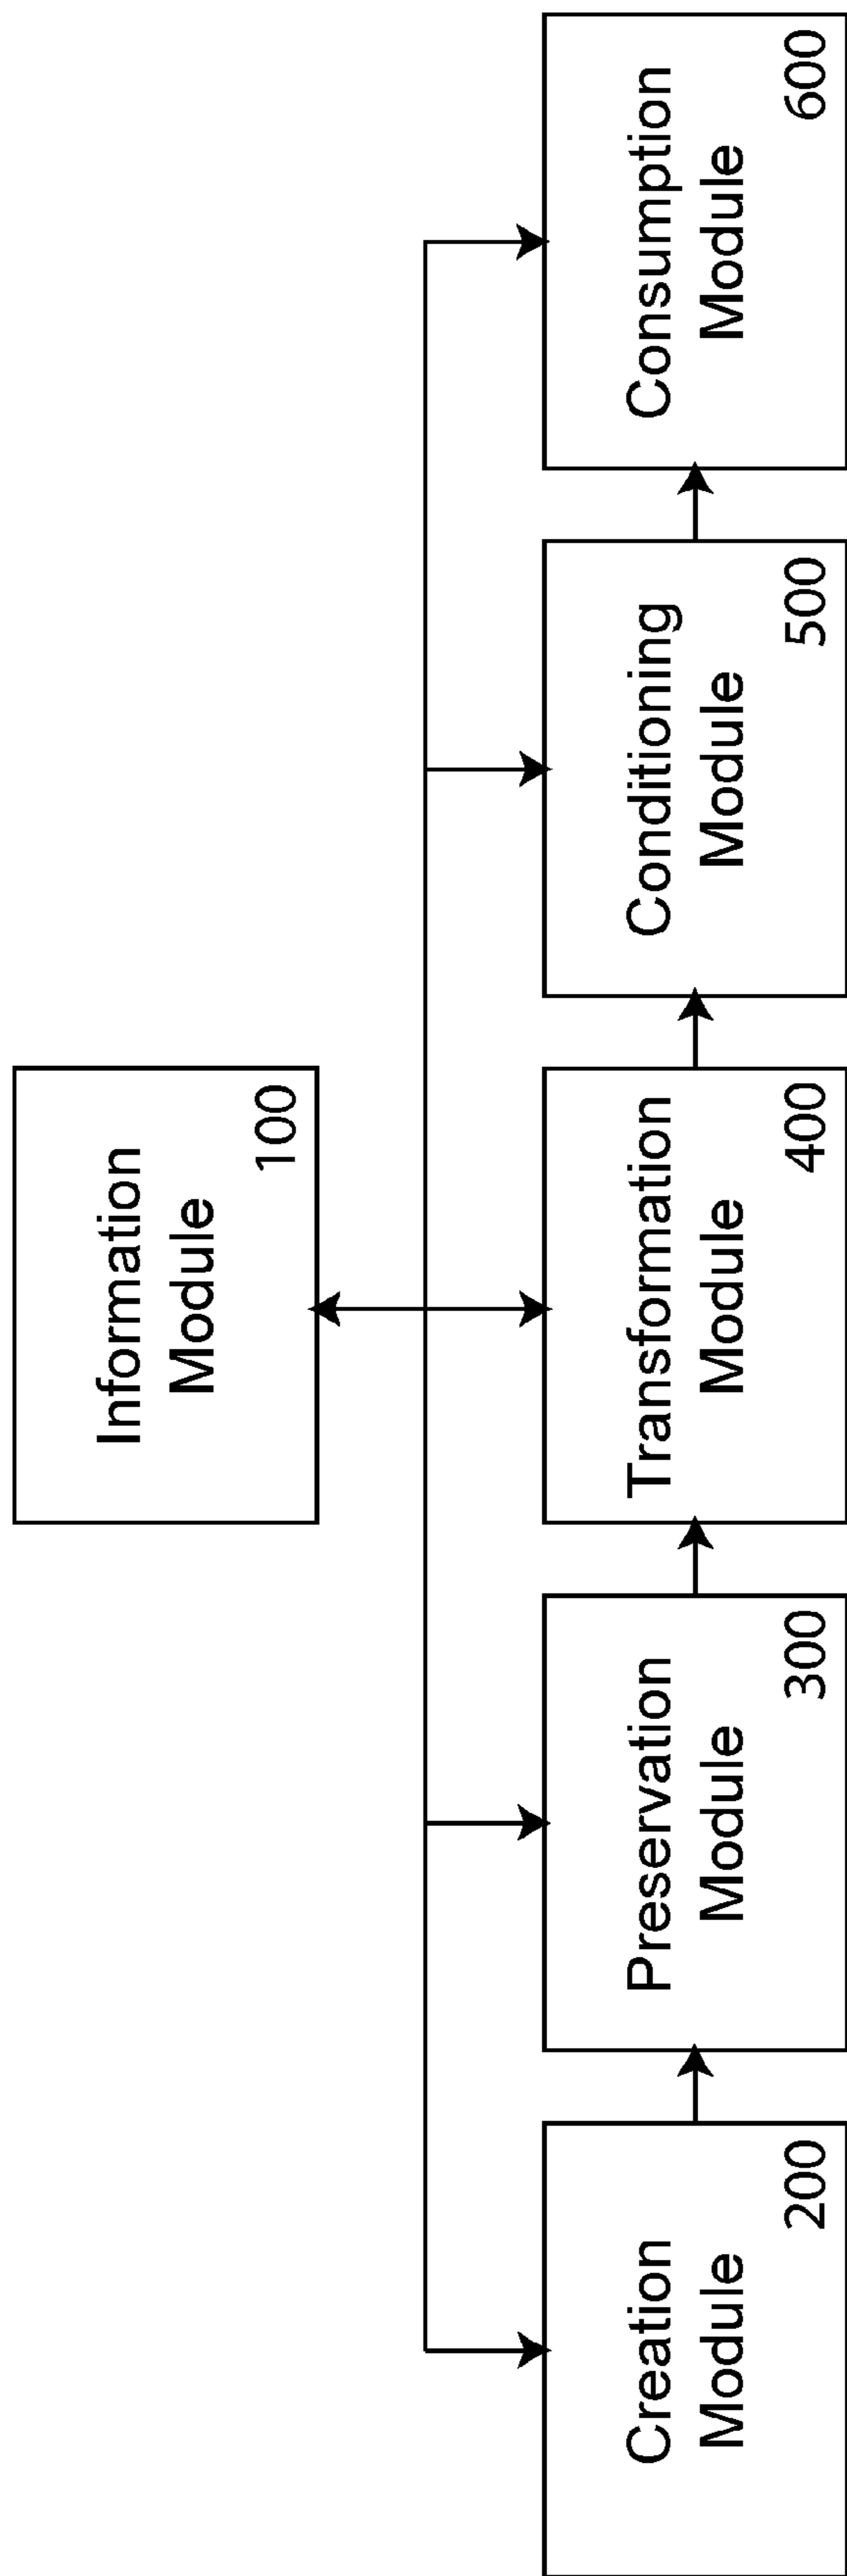 Information
Module
100
Creation
Module
200
Preservation
Module
300
Transformation
Module
400
Conditioning
Module
500
Consumption
Module
600